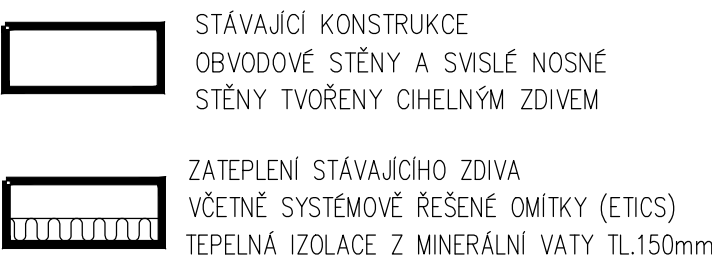 STÁVAJÍCÍ KONSTRUKCE
OBVODOVÉ STĚNY A SVISLÉ NOSNÉ
STĚNY TVOŘENY CIHELNÝM ZDIVEM
ZATEPLENÍ STÁVAJÍCÍHO ZDIVA
VČETNĚ SYSTÉMOVĚ ŘEŠENÉ OMÍTKY (ETICS)
TEPELNÁ IZOLACE Z MINERÁLNÍ VATY TL.150mm